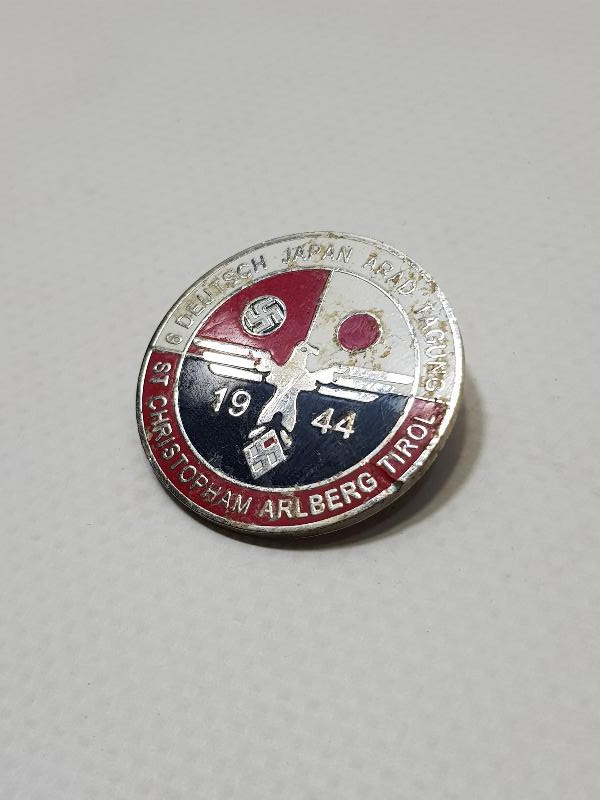 6 DEUTSCH JAPAN ARAD TAGUNG
19 44
ST CHRISTOPHAM ARLBERG TIROL